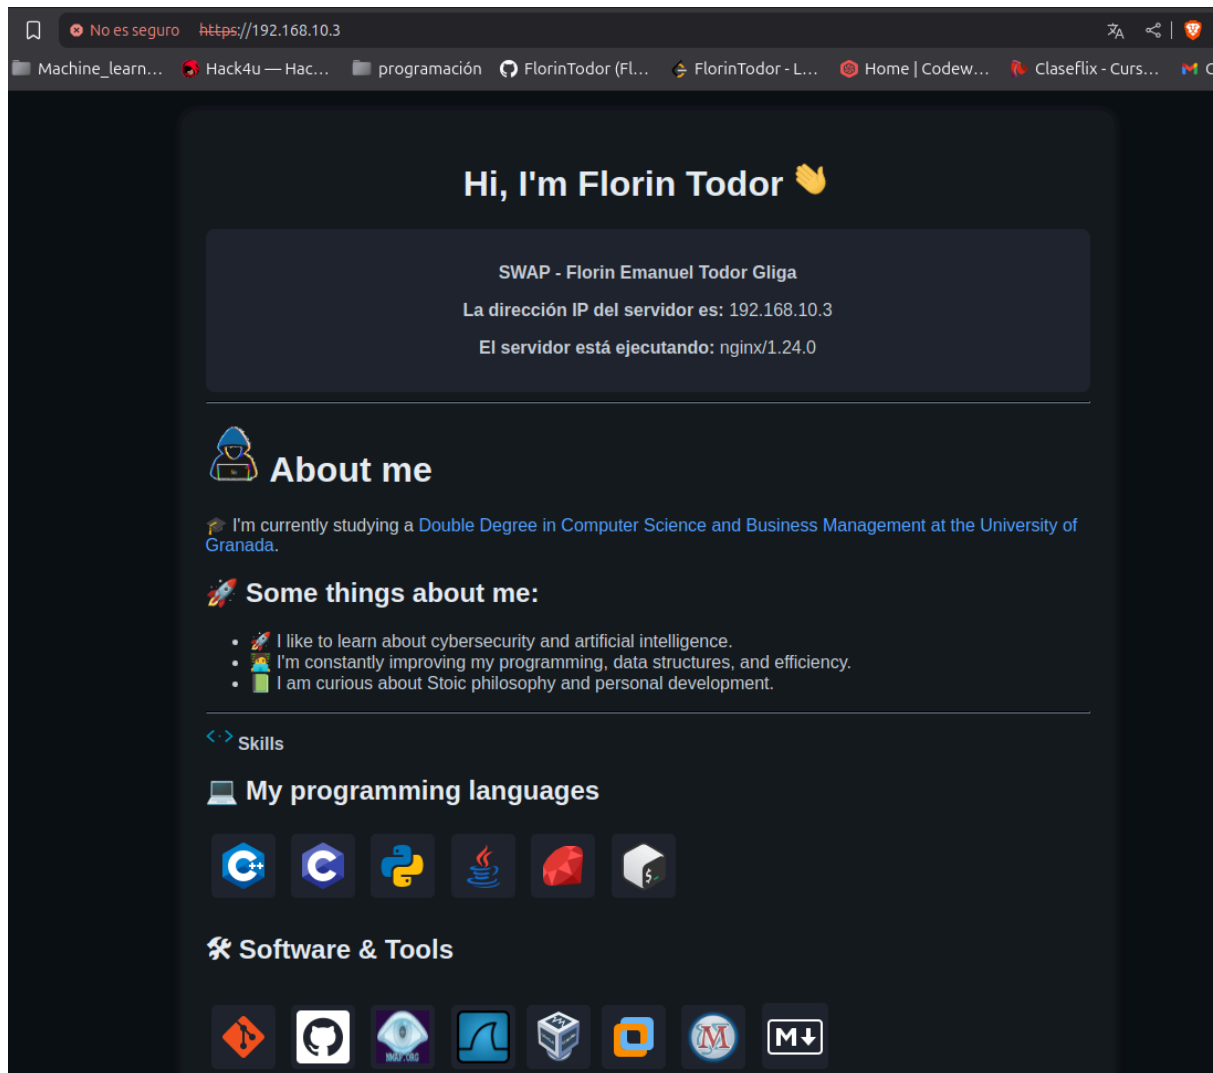 No es seguro https://192.168.10.3
Machine_learn... Hack4u — Hac... programación FlorinTodor (Fl... FlorinTodor - L... Home | Codew... Claseflix - Curs...
Hi, I'm Florin Todor 👋
SWAP - Florin Emanuel Todor Gliga
La dirección IP del servidor es: 192.168.10.3
El servidor está ejecutando: nginx/1.24.0
About me
🎓 I'm currently studying a Double Degree in Computer Science and Business Management at the University of
Granada.
🚀 Some things about me:
• 🚀 I like to learn about cybersecurity and artificial intelligence.
• 🧑‍💻 I'm constantly improving my programming, data structures, and efficiency.
• 📗 I am curious about Stoic philosophy and personal development.
<·> Skills
💻 My programming languages
C++ C $_
🛠 Software & Tools
NMAP.ORG M M↓